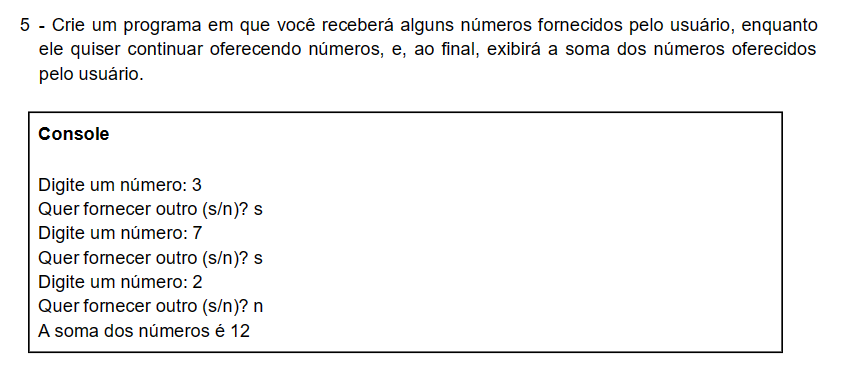 5 - Crie um programa em que você receberá alguns números fornecidos pelo usuário, enquanto
ele quiser continuar oferecendo números, e, ao final, exibirá a soma dos números oferecidos
pelo usuário.
Console
Digite um número: 3
Quer fornecer outro (s/n)? s
Digite um número: 7
Quer fornecer outro (s/n)? s
Digite um número: 2
Quer fornecer outro (s/n)? n
A soma dos números é 12